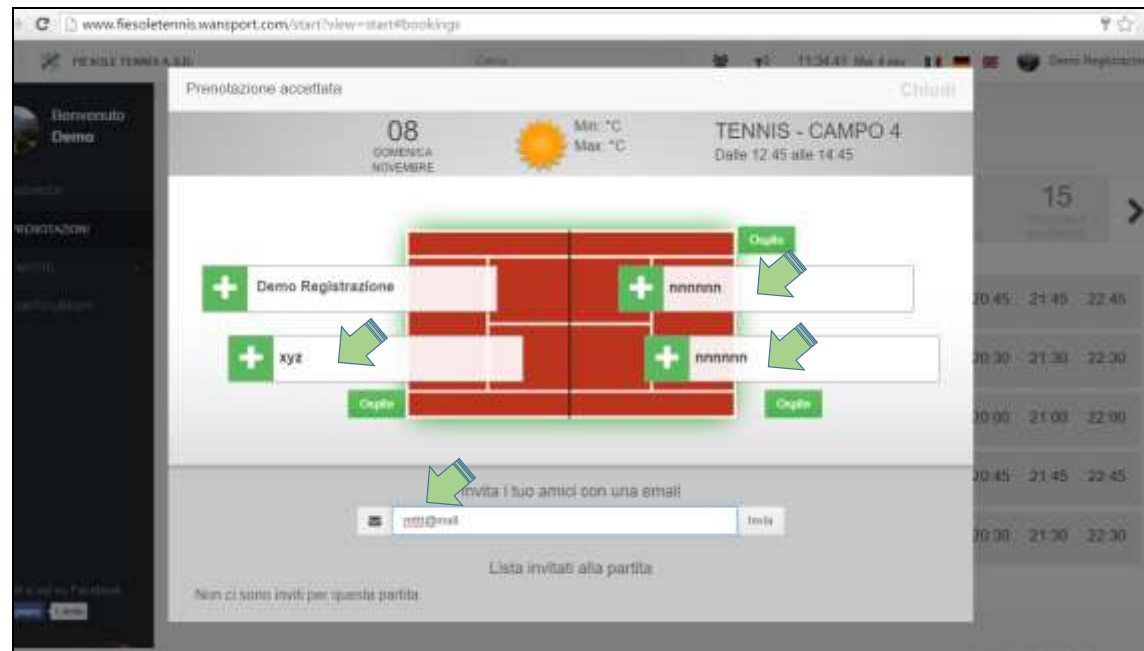 www.fiesoletennis.wansport.com/start?view=start#bookings
Benvenuto
Demo
Prenotazione accettata
Chiudi
08
DOMENICA
NOVEMBRE
Min: °C
Max: °C
TENNIS - CAMPO 4
Dalle 12.45 alle 14.45
15
PRENOTAZIONI
Ospite
Demo Registrazione
nnnnnn
xyz
nnnnnn
Ospite
Ospite
20:45 21:45 22:45
20:30 21:30 22:30
20:00 21:00 22:00
20:45 21:45 22:45
20:30 21:30 22:30
Invita i tuo amici con una email
Invia
Lista invitati alla partita
Non ci sono inviti per questa partita